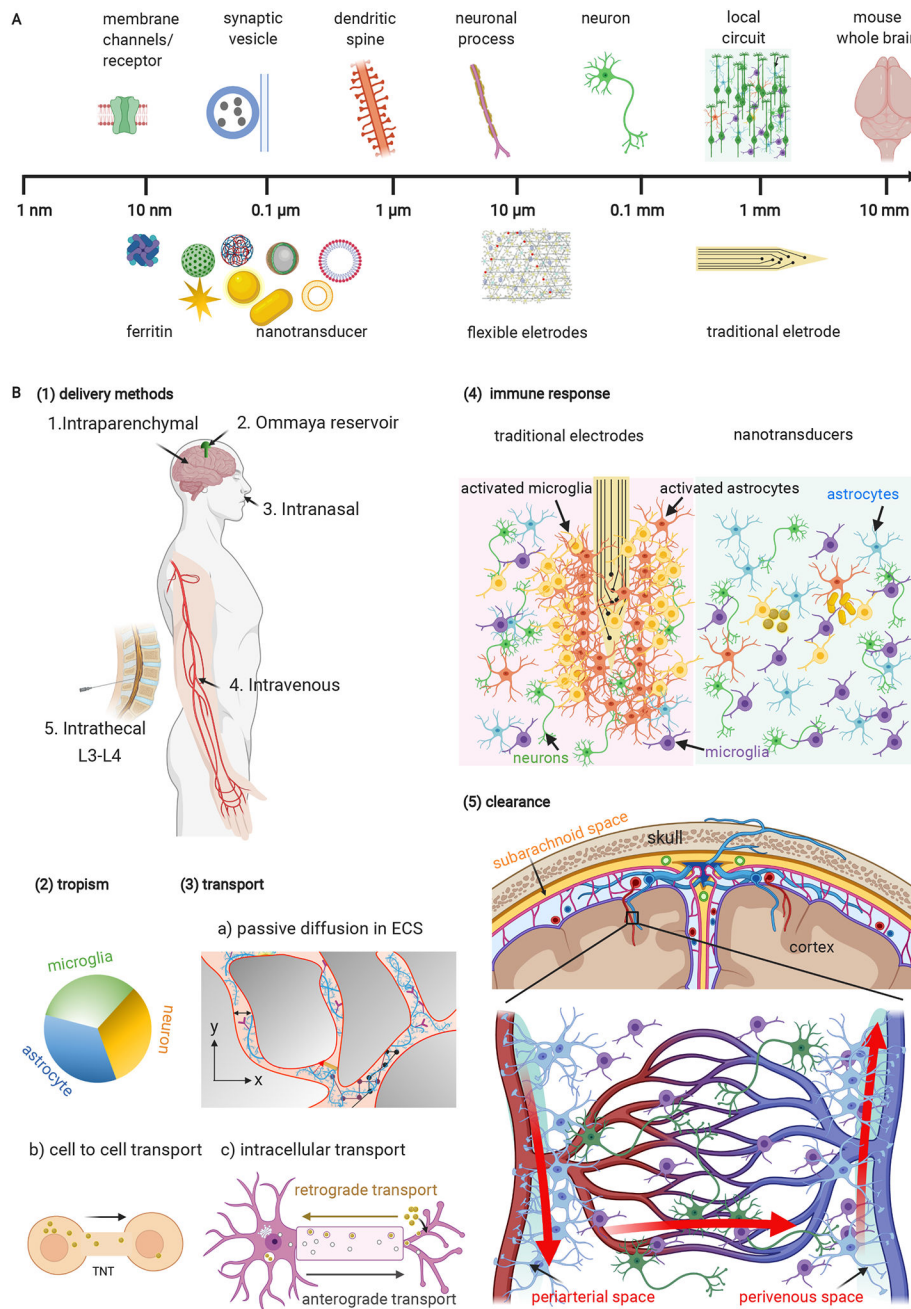 A
membrane
channels/
receptor
synaptic
vesicle
dendritic
spine
neuronal
process
neuron
local
circuit
mouse
whole brain
1 nm
10 nm
0.1 μm
1 μm
10 μm
0.1 mm
1 mm
10 mm
ferritin
nanotransducer
flexible eletrodes
traditional eletrode
B
(1) delivery methods
1.Intraparenchymal
2. Ommaya reservoir
3. Intranasal
4. Intravenous
5. Intrathecal
L3-L4
(4) immune response
traditional electrodes
nanotransducers
activated microglia
activated astrocytes
astrocytes
neurons
microglia
(2) tropism
microglia
neuron
astrocyte
(3) transport
a) passive diffusion in ECS
y
x
b) cell to cell transport
TNT
c) intracellular transport
retrograde transport
anterograde transport
(5) clearance
subarachnoid space
skull
cortex
periarterial space
perivenous space